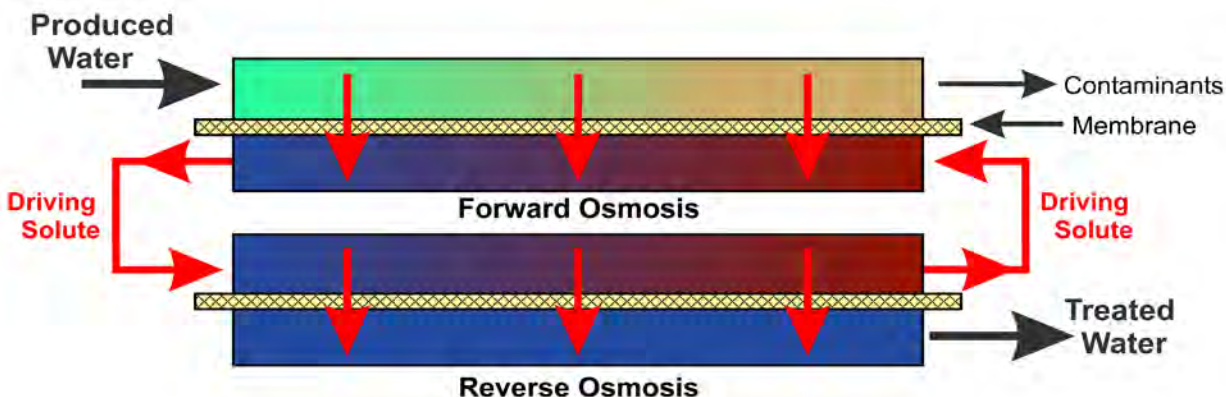 Produced
Water
Contaminants
Membrane
Driving
Solute
Forward Osmosis
Driving
Solute
Treated
Water
Reverse Osmosis